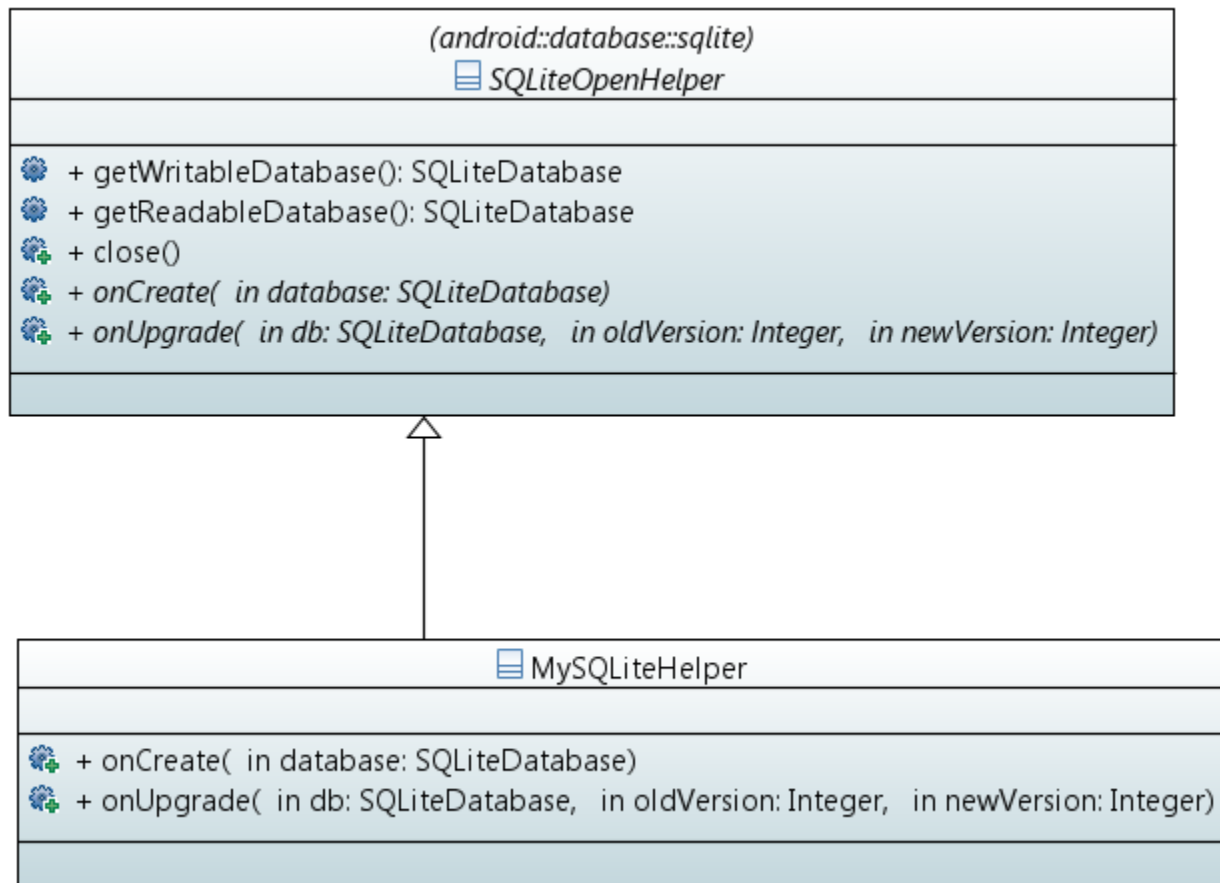 (android::database::sqlite)
SQLiteOpenHelper
+ getWritableDatabase(): SQLiteDatabase
+ getReadableDatabase(): SQLiteDatabase
+ close()
+ onCreate( in database: SQLiteDatabase)
+ onUpgrade( in db: SQLiteDatabase, in oldVersion: Integer, in newVersion: Integer)
MySQLiteHelper
+ onCreate( in database: SQLiteDatabase)
+ onUpgrade( in db: SQLiteDatabase, in oldVersion: Integer, in newVersion: Integer)